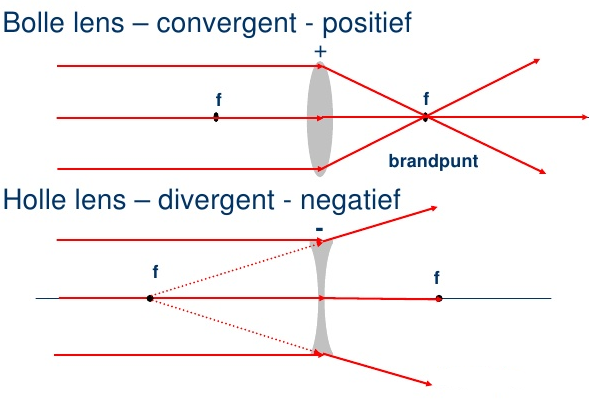 Bolle lens – convergent - positief
+
f
f
brandpunt
Holle lens – divergent - negatief
-
f
f